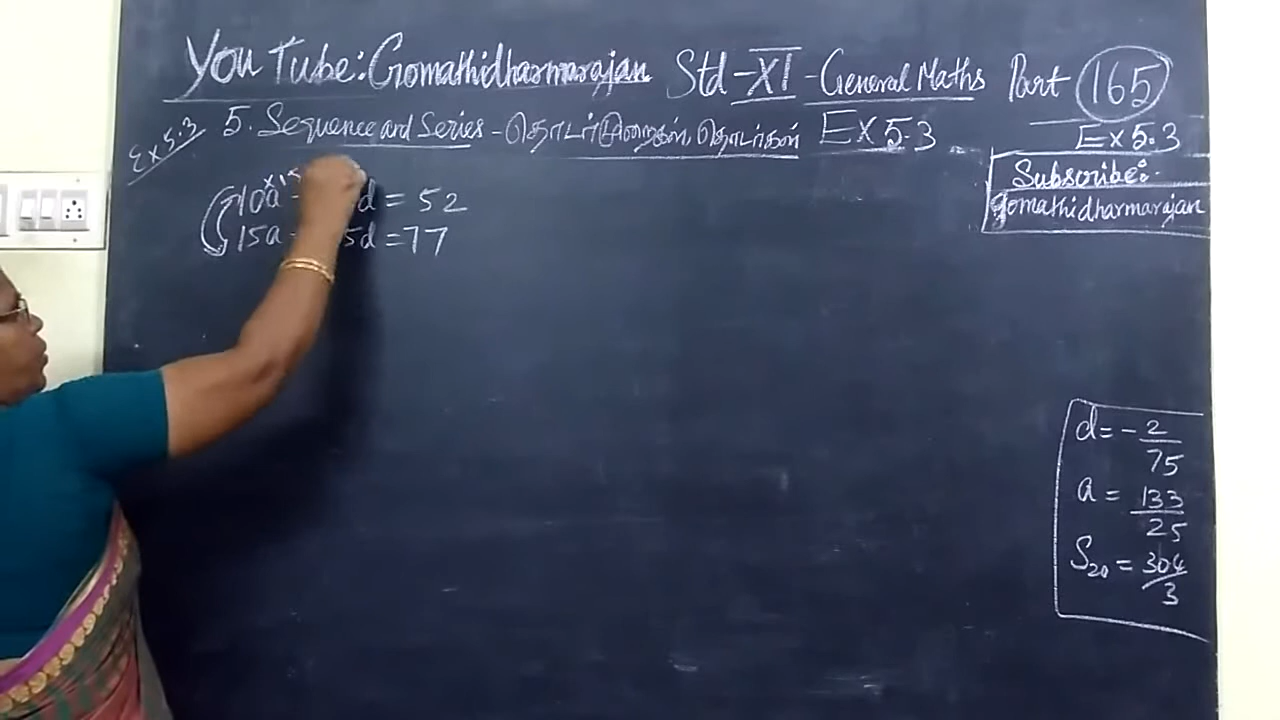 You Tube: Gomathidharmarajan Std - XI - General Maths Part 165
Ex 5.3
5. Sequence and Series - தொடர்முறைகள், தொடர்கள் Ex 5.3
Ex 5.3
Subscribe:-
gomathidharmarajan
×15
10a d = 52
15a 5d = 77
d = - 2/75
a = 133/25
S20 = 304/3